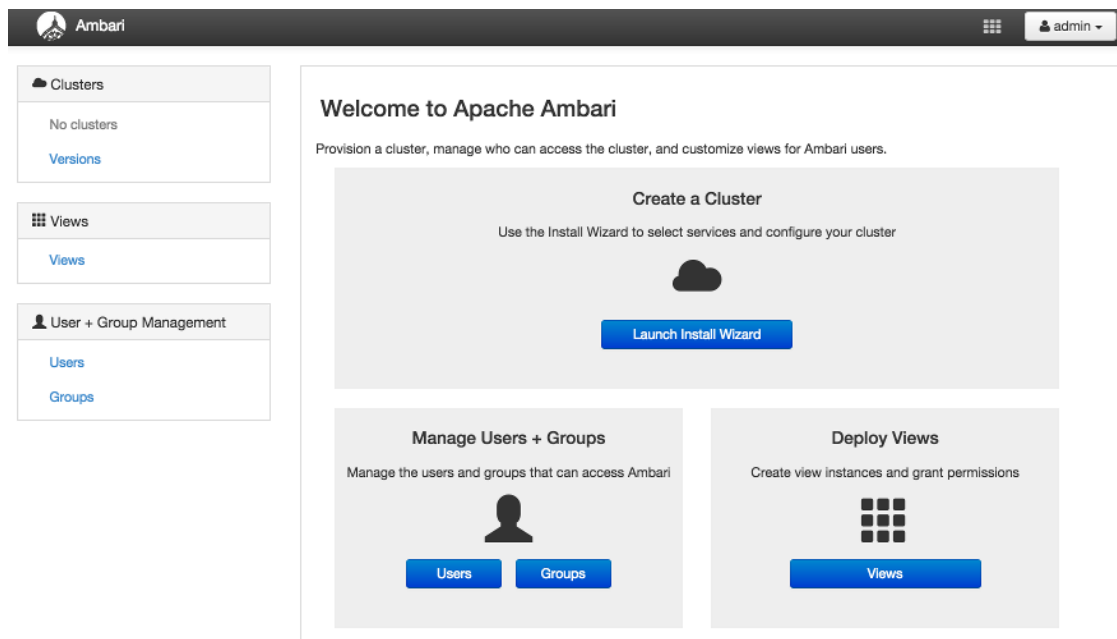 Ambari
admin
Clusters
No clusters
Versions
Views
Views
User + Group Management
Users
Groups
Welcome to Apache Ambari
Provision a cluster, manage who can access the cluster, and customize views for Ambari users.
Create a Cluster
Use the Install Wizard to select services and configure your cluster
Launch Install Wizard
Manage Users + Groups
Manage the users and groups that can access Ambari
Users
Groups
Deploy Views
Create view instances and grant permissions
Views